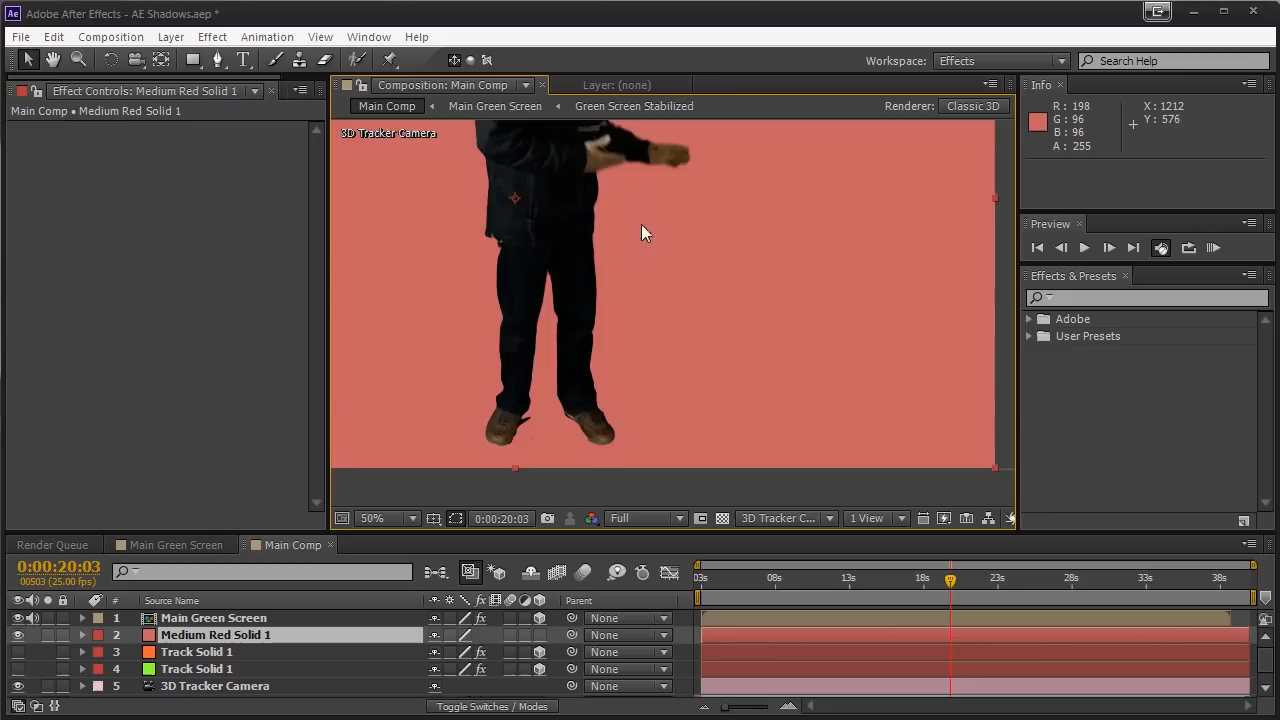 Adobe After Effects - AE Shadows.aep *
File Edit Composition Layer Effect Animation View Window Help
Workspace: Effects Search Help
Effect Controls: Medium Red Solid 1
Composition: Main Comp Layer: (none)
Info
Main Comp • Medium Red Solid 1
Main Comp Main Green Screen Green Screen Stabilized Renderer: Classic 3D
R : 198 X : 1212
G : 96 Y : 576
B : 96
A : 255
3D Tracker Camera
Preview
Effects & Presets
Adobe
User Presets
50% 0:00:20:03 Full 3D Tracker C... 1 View
Render Queue Main Green Screen Main Comp
0:00:20:03
00503 (25.00 fps)
03s 08s 13s 18s 23s 28s 33s 38s
# Source Name fx Parent
1 Main Green Screen fx None
2 Medium Red Solid 1 None
3 Track Solid 1 fx None
4 Track Solid 1 fx None
5 3D Tracker Camera None
Toggle Switches / Modes